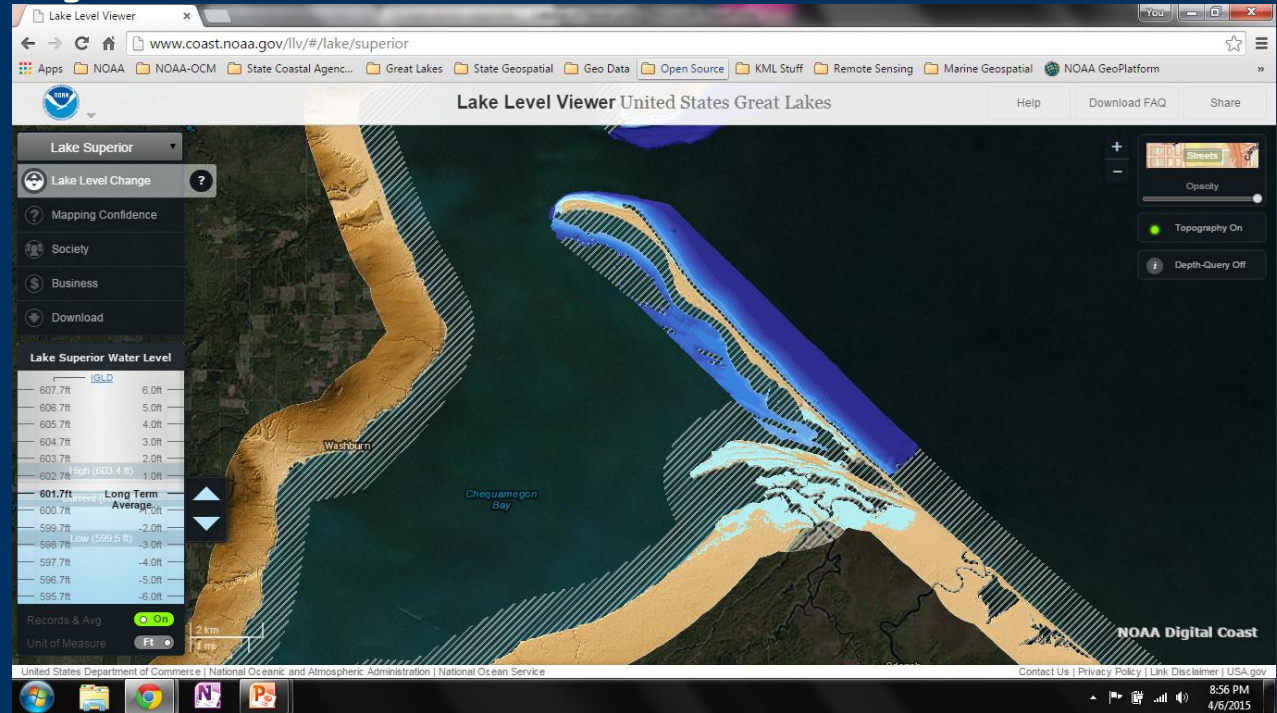 Lake Level Viewer
You
www.coast.noaa.gov/llv/#/lake/superior
Apps NOAA NOAA-OCM State Coastal Agenc... Great Lakes State Geospatial Geo Data Open Source KML Stuff Remote Sensing Marine Geospatial NOAA GeoPlatform »
NOAA
Lake Level Viewer United States Great Lakes
Help Download FAQ Share
Lake Superior
Lake Level Change ?
Mapping Confidence
Society
Business
Download
+
−
Streets
Opacity
Topography On
Depth-Query Off
Lake Superior Water Level
IGLD
607.7ft 6.0ft
606.7ft 5.0ft
605.7ft 4.0ft
604.7ft 3.0ft
603.7ft 2.0ft
High (603.4 ft)
602.7ft 1.0ft
601.7ft Long Term Average
600.7ft -1.0ft
599.7ft -2.0ft
Low (599.5 ft)
598.7ft -3.0ft
597.7ft -4.0ft
596.7ft -5.0ft
595.7ft -6.0ft
Records & Avg. On
Unit of Measure Ft
2 km
1 mi
Washburn
Chequamegon
Bay
NOAA Digital Coast
United States Department of Commerce | National Oceanic and Atmospheric Administration | National Ocean Service
Contact Us | Privacy Policy | Link Disclaimer | USA.gov
8:56 PM
4/6/2015